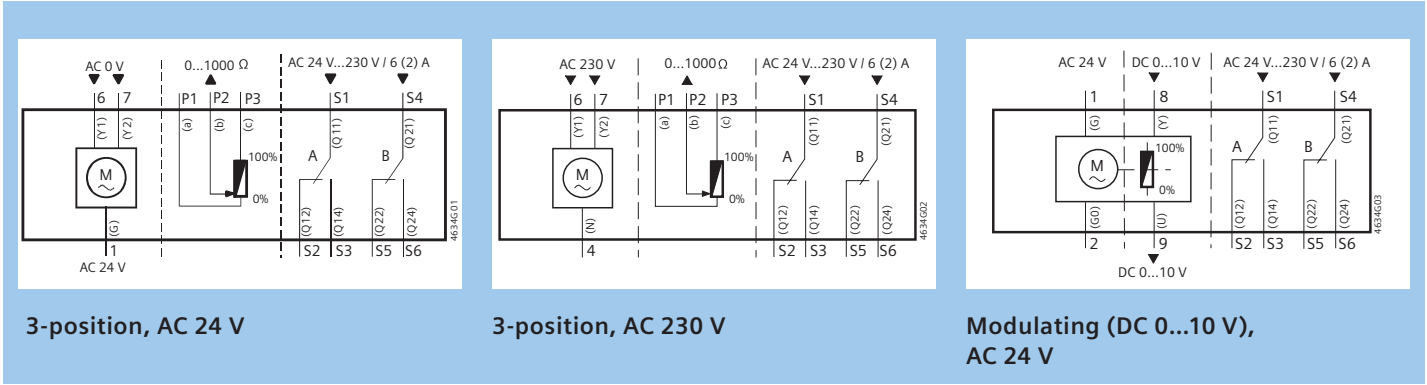 AC 0 V 0...1000 Ω AC 24 V...230 V / 6 (2) A
6 7 P1 P2 P3 S1 S4
(Y1) (Y2) (a) (b) (c) (Q11) (Q21)
A B
100%
M
0%
(G) (Q12) (Q14) (Q22) (Q24)
4634G01
1 S2 S3 S5 S6
AC 24 V
3-position, AC 24 V
AC 230 V 0...1000 Ω AC 24 V...230 V / 6 (2) A
6 7 P1 P2 P3 S1 S4
(Y1) (Y2) (a) (b) (c) (Q11) (Q21)
A B
100%
M
0%
(N) (Q12) (Q14) (Q22) (Q24)
4634G02
4 S2 S3 S5 S6
3-position, AC 230 V
AC 24 V DC 0...10 V AC 24 V...230 V / 6 (2) A
1 8 S1 S4
(G) (Y) (Q11) (Q21)
A B
100%
M
0%
(G0) (U) (Q12) (Q14) (Q22) (Q24)
4634G03
2 9 S2 S3 S5 S6
DC 0...10 V
Modulating (DC 0...10 V),
AC 24 V